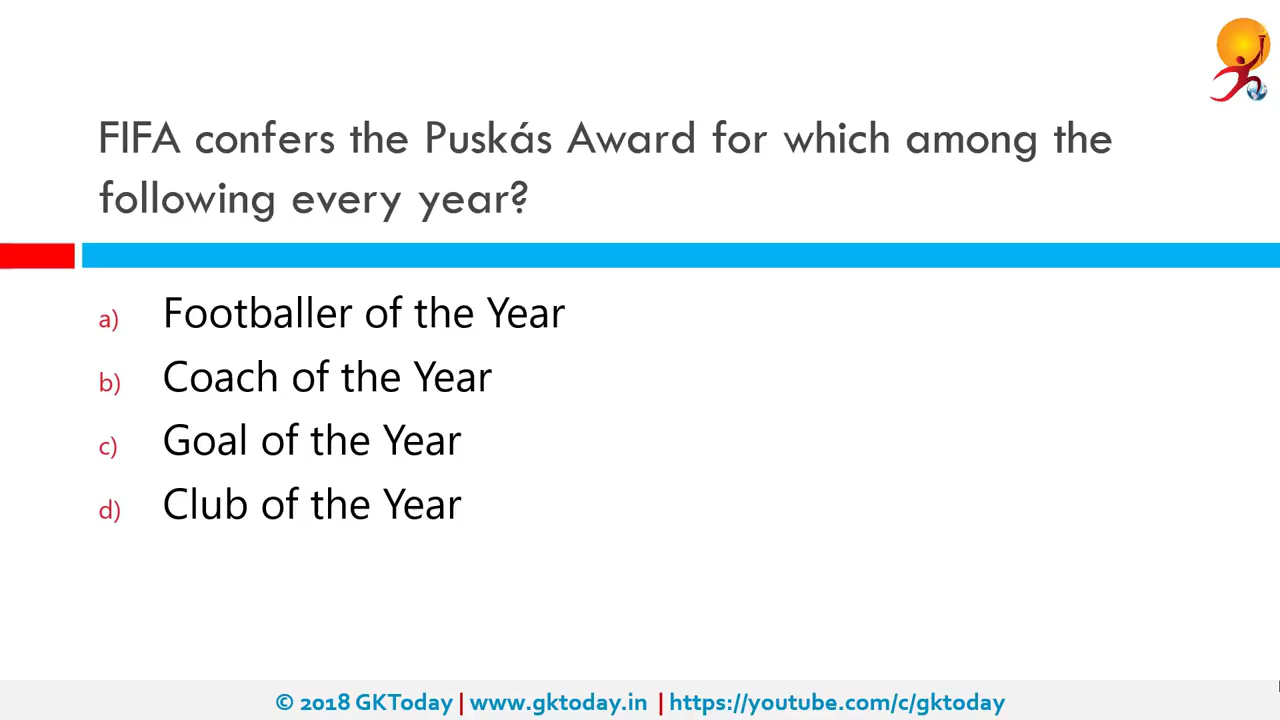 FIFA confers the Puskás Award for which among the
following every year?
a) Footballer of the Year
b) Coach of the Year
c) Goal of the Year
d) Club of the Year
© 2018 GKToday | www.gktoday.in | https://youtube.com/c/gktoday